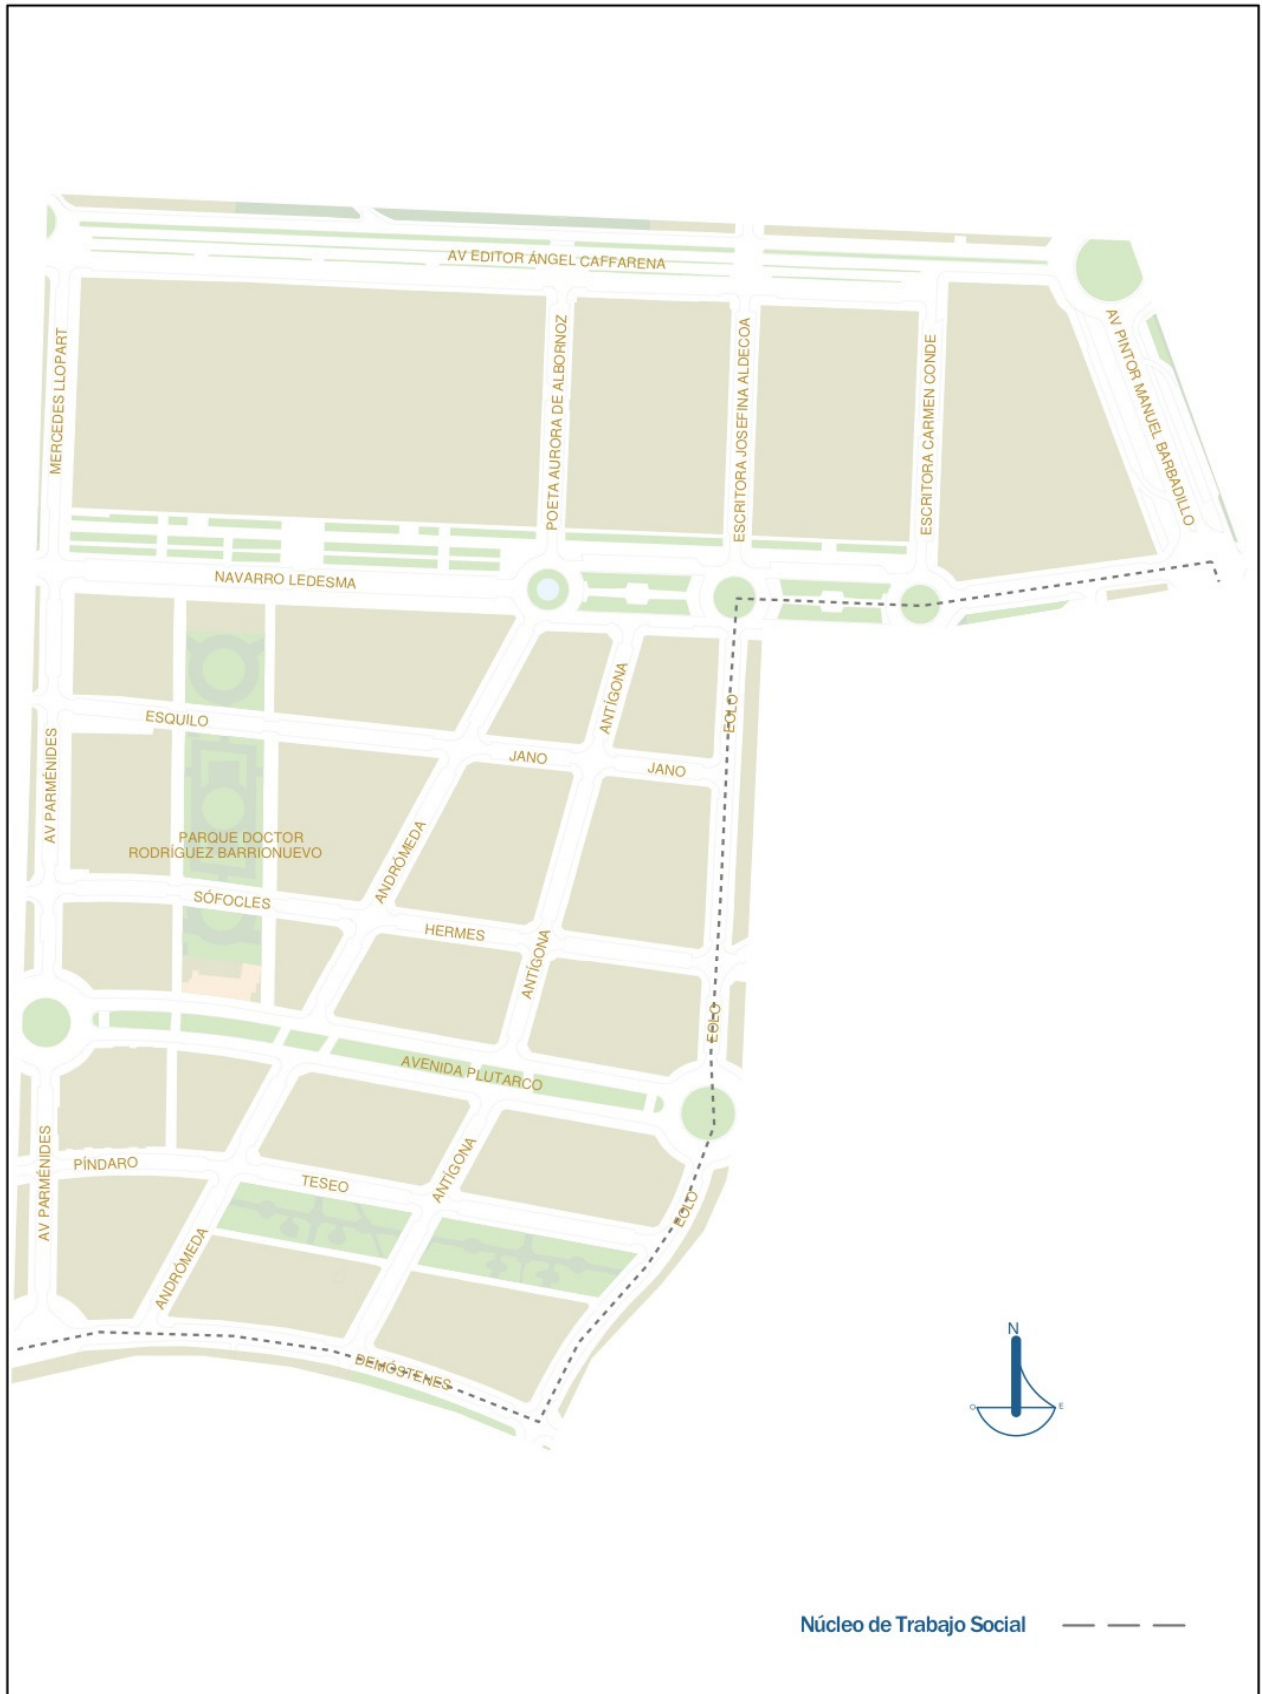 AV EDITOR ÁNGEL CAFFARENA
MERCEDES LLOPART
POETA AURORA DE ALBORNOZ
ESCRITORA JOSEFINA ALDECOA
ESCRITORA CARMEN CONDE
AV PINTOR MANUEL BARBADILLO
NAVARRO LEDESMA
ANTÍGONA
EOLO
ESQUILO
JANO
JANO
AV PARMÉNIDES
PARQUE DOCTOR
RODRÍGUEZ BARRIONUEVO
ANDRÓMEDA
SÓFOCLES
HERMES
ANTÍGONA
EOLO
AVENIDA PLUTARCO
AV PARMÉNIDES
PÍNDARO
TESEO
ANTÍGONA
EOLO
ANDRÓMEDA
DEMÓSTENES
N
O
E
Núcleo de Trabajo Social